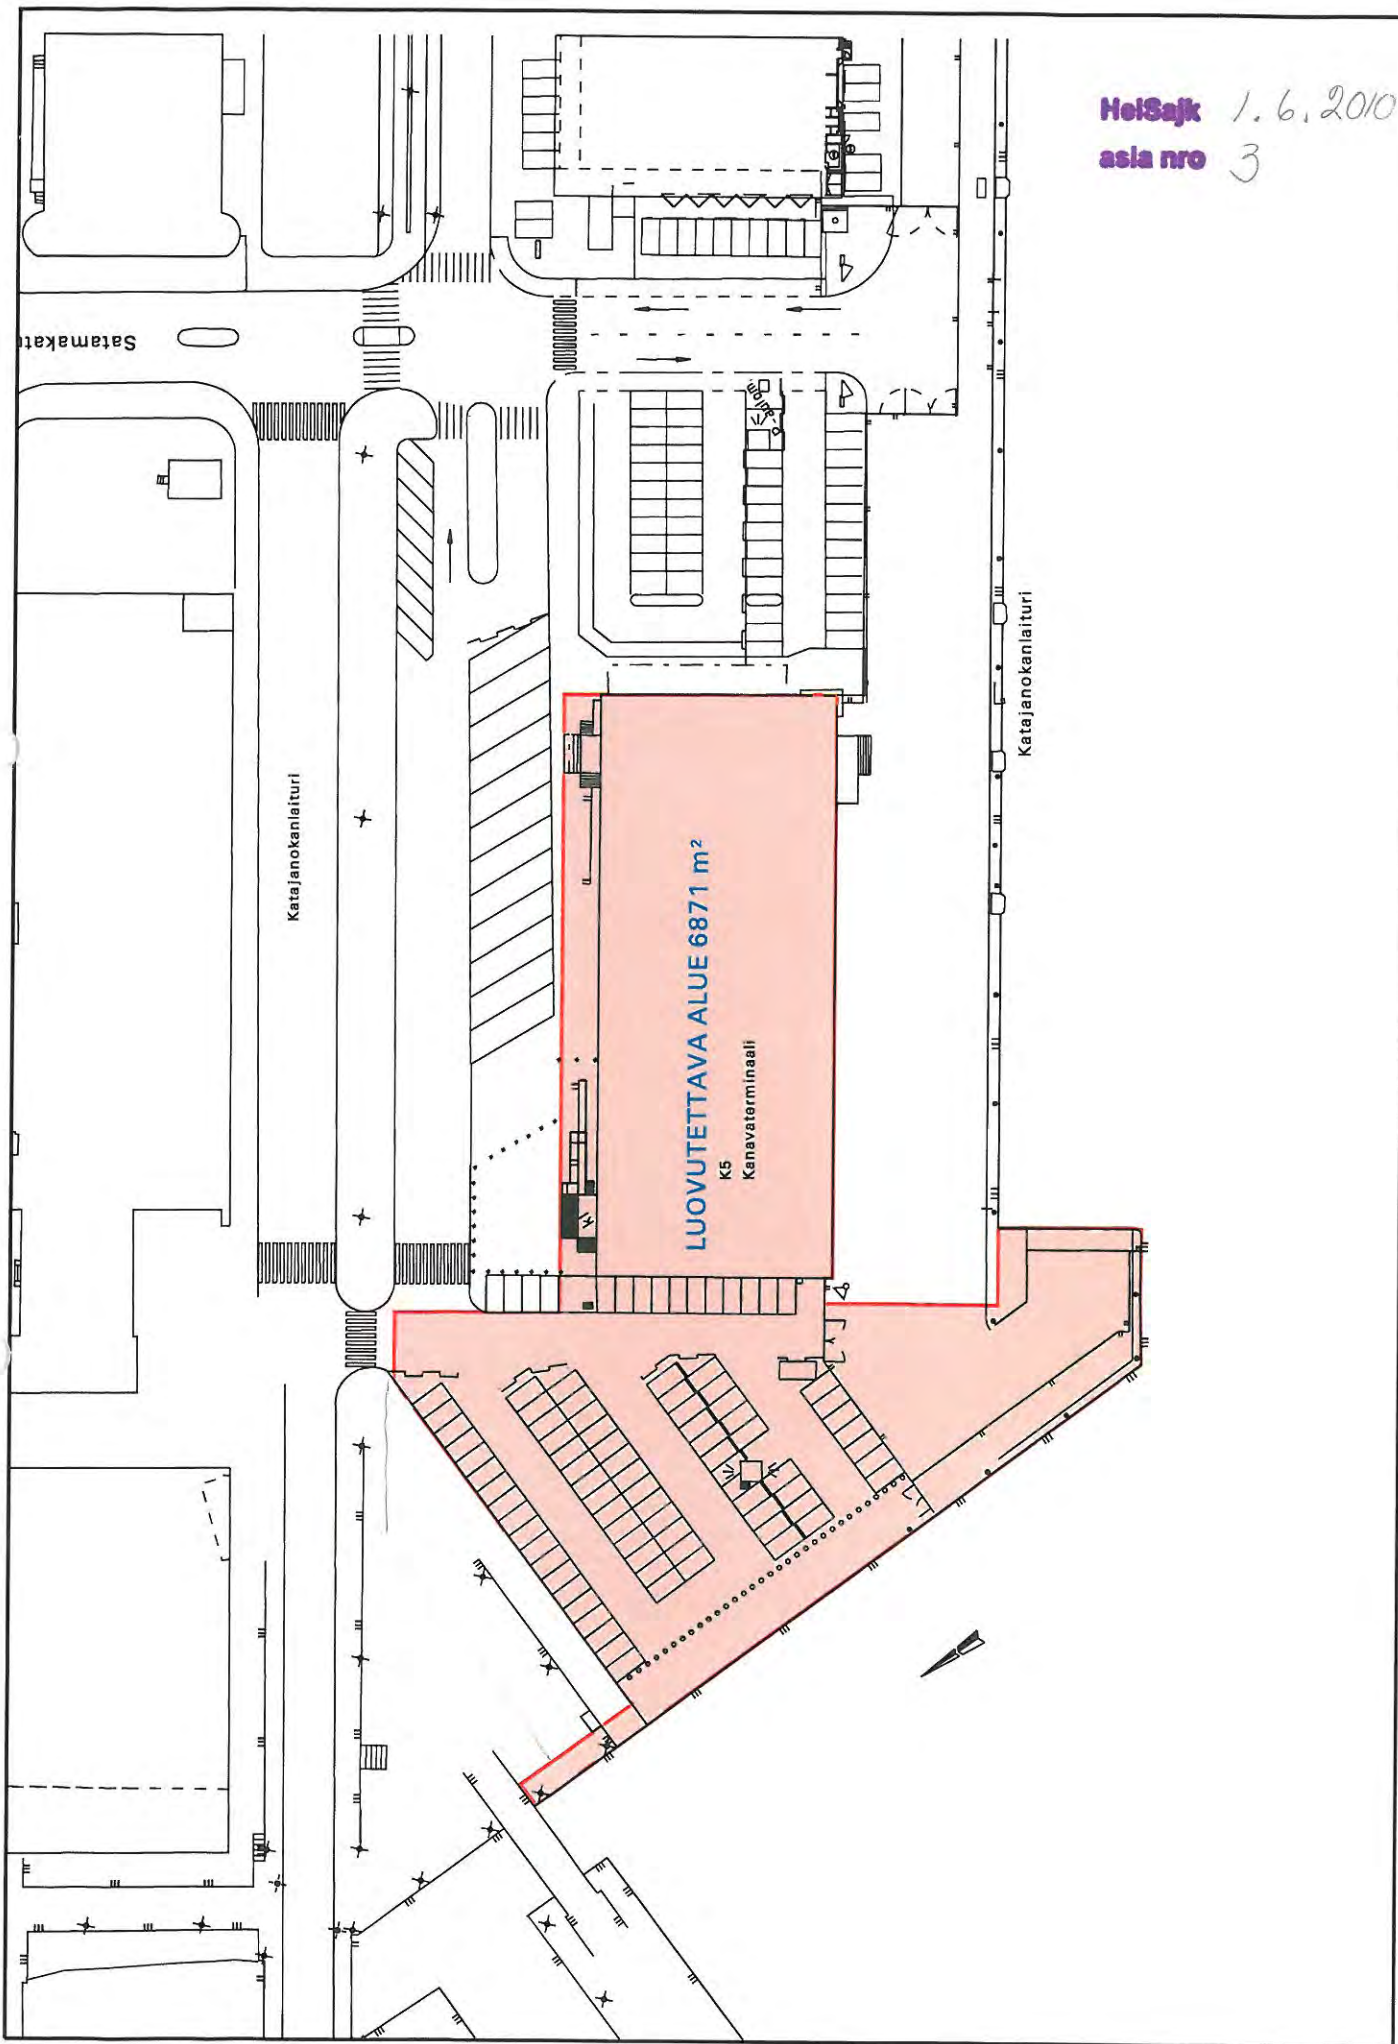 HelSajk 1.6.2010
asia nro 3
Satamakatu
Katajanokanlaituri
Katajanokanlaituri
LUOVUTETTAVA ALUE 6871 m²
K5
Kanavaterminaali